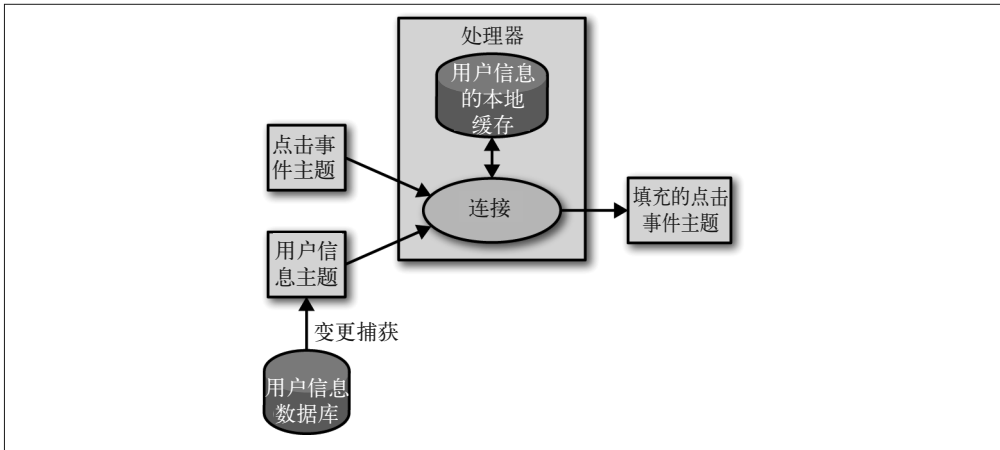 处理器
用户信息
的本地
缓存
点击事
件主题
连接
填充的点击
事件主题
用户信
息主题
变更捕获
用户信息
数据库